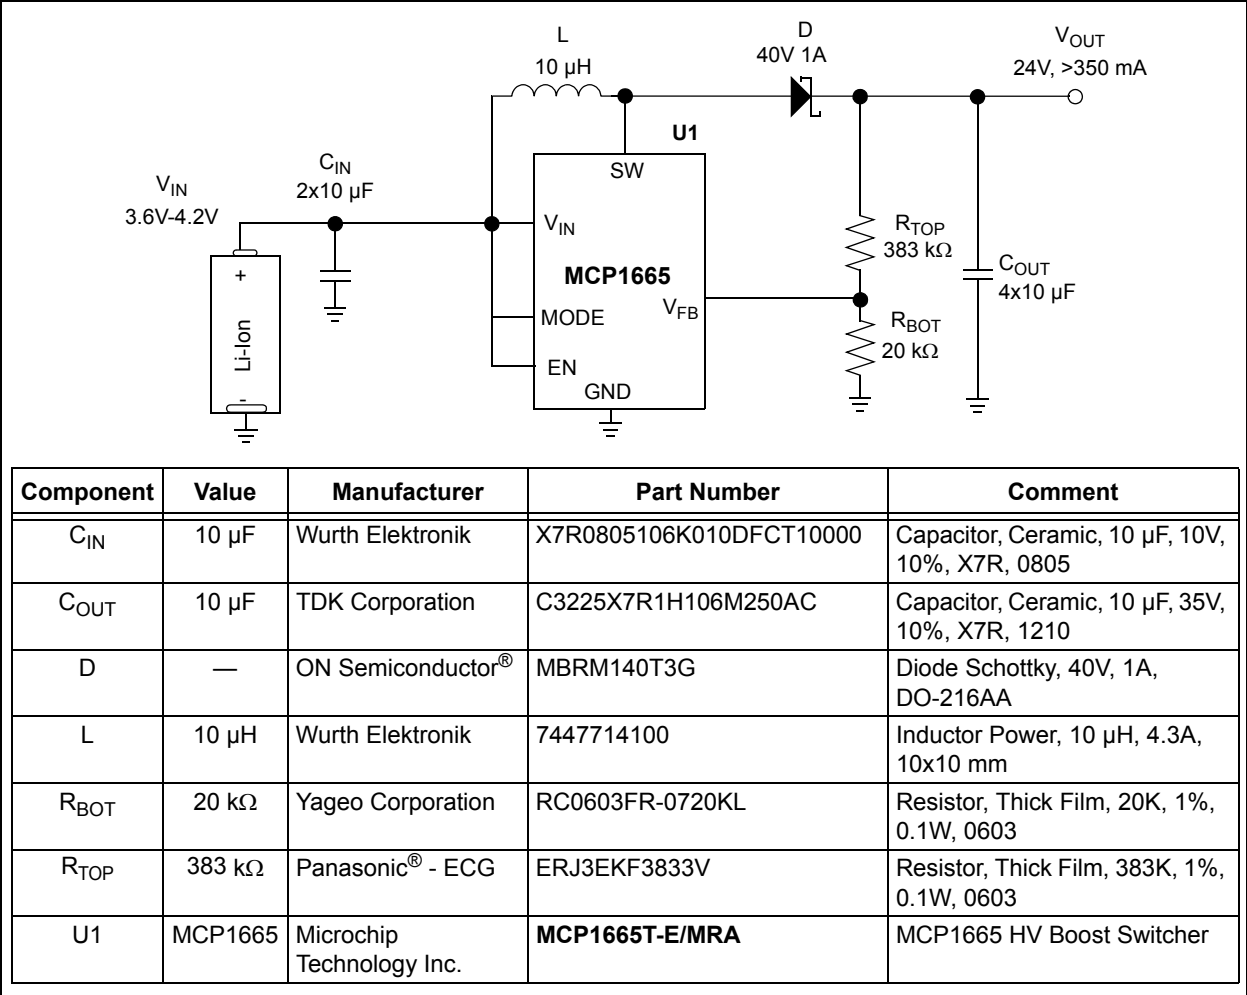 L
10 µH
D
40V 1A
VOUT
24V, >350 mA
U1
SW
CIN
2x10 µF
VIN
3.6V-4.2V
VIN
RTOP
383 kΩ
+
MCP1665
COUT
4x10 µF
VFB
MODE
RBOT
20 kΩ
Li-Ion
EN
GND
-
Component Value Manufacturer Part Number Comment
CIN 10 µF Wurth Elektronik X7R0805106K010DFCT10000 Capacitor, Ceramic, 10 µF, 10V,
10%, X7R, 0805
COUT 10 µF TDK Corporation C3225X7R1H106M250AC Capacitor, Ceramic, 10 µF, 35V,
10%, X7R, 1210
D — ON Semiconductor® MBRM140T3G Diode Schottky, 40V, 1A,
DO-216AA
L 10 µH Wurth Elektronik 7447714100 Inductor Power, 10 µH, 4.3A,
10x10 mm
RBOT 20 kΩ Yageo Corporation RC0603FR-0720KL Resistor, Thick Film, 20K, 1%,
0.1W, 0603
RTOP 383 kΩ Panasonic® - ECG ERJ3EKF3833V Resistor, Thick Film, 383K, 1%,
0.1W, 0603
U1 MCP1665 Microchip MCP1665T-E/MRA MCP1665 HV Boost Switcher
Technology Inc.